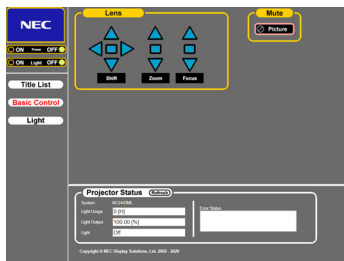 NEC
ON Power OFF
ON Light OFF
Title List
Basic Control
Light
Lens
Shift
Zoom
Focus
Mute
Picture
Projector Status (Refresh)
System
Light Usage 0 [H]
Light Output 100.00 [%]
Light Off
Error Status
Copyright © NEC Display Solutions, Ltd. 2002- 2020